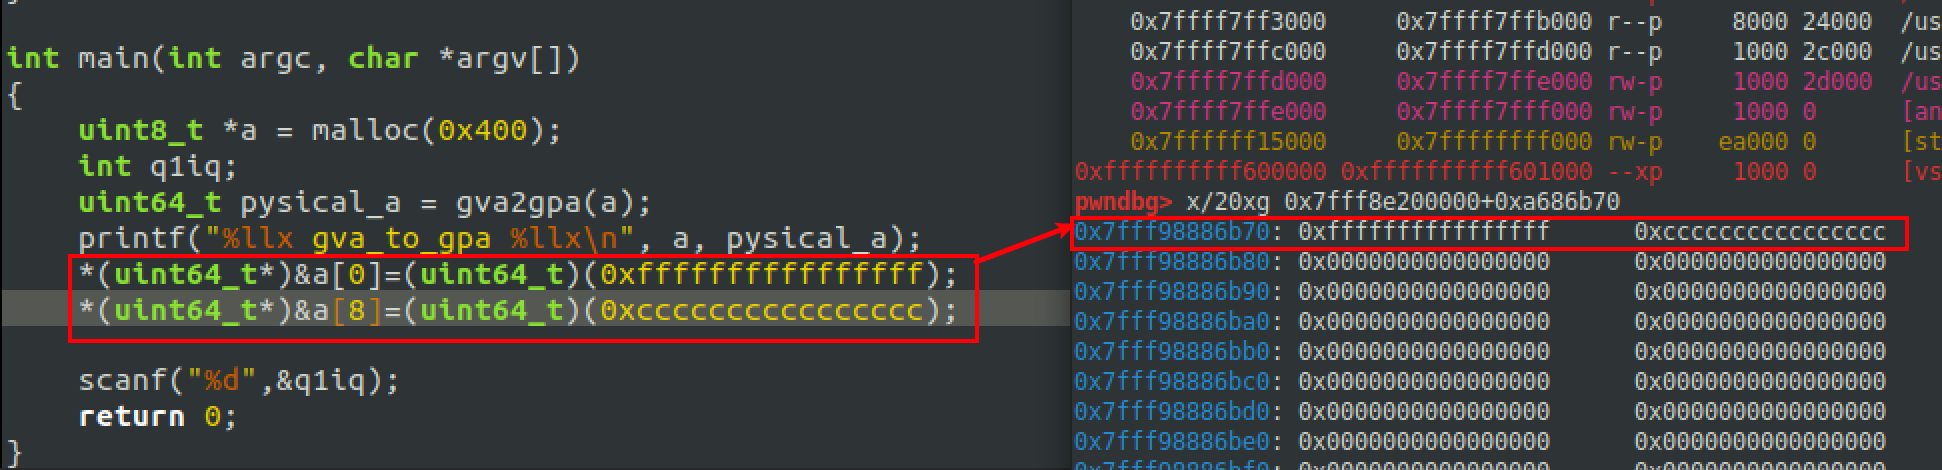 }
int main(int argc, char *argv[])
{
uint8_t *a = malloc(0x400);
int q1iq;
uint64_t pysical_a = gva2gpa(a);
printf("%llx gva_to_gpa %llx\n", a, pysical_a);
*(uint64_t*)&a[0]=(uint64_t)(0xffffffffffffffff);
*(uint64_t*)&a[8]=(uint64_t)(0xcccccccccccccccc);
scanf("%d",&q1iq);
return 0;
}
0x7ffff7ff3000 0x7ffff7ffb000 r--p 8000 24000 /us
0x7ffff7ffc000 0x7ffff7ffd000 r--p 1000 2c000 /us
0x7ffff7ffd000 0x7ffff7ffe000 rw-p 1000 2d000 /us
0x7ffff7ffe000 0x7ffff7fff000 rw-p 1000 0 [an
0x7ffffff15000 0x7ffffffff000 rw-p ea000 0 [st
0xffffffffff600000 0xffffffffff601000 --xp 1000 0 [vs
pwndbg> x/20xg 0x7fff8e200000+0xa686b70
0x7fff98886b70: 0xffffffffffffffff 0xcccccccccccccccc
0x7fff98886b80: 0x0000000000000000 0x0000000000000000
0x7fff98886b90: 0x0000000000000000 0x0000000000000000
0x7fff98886ba0: 0x0000000000000000 0x0000000000000000
0x7fff98886bb0: 0x0000000000000000 0x0000000000000000
0x7fff98886bc0: 0x0000000000000000 0x0000000000000000
0x7fff98886bd0: 0x0000000000000000 0x0000000000000000
0x7fff98886be0: 0x0000000000000000 0x0000000000000000
0x7fff98886bf0: 0x0000000000000000 0x0000000000000000